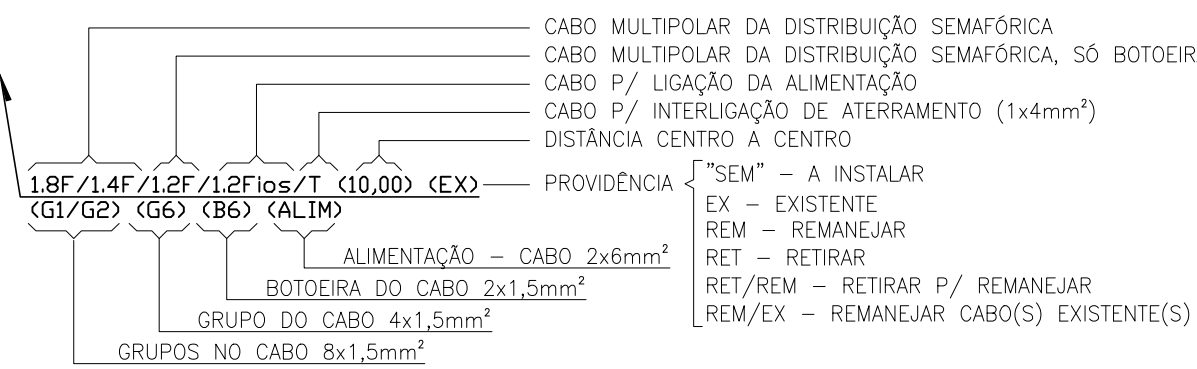 CABO MULTIPOLAR DA DISTRIBUIÇÃO SEMAFÓRICA
CABO MULTIPOLAR DA DISTRIBUIÇÃO SEMAFÓRICA, SÓ BOTOEIR
CABO P/ LIGAÇÃO DA ALIMENTAÇÃO
CABO P/ INTERLIGAÇÃO DE ATERRAMENTO (1x4mm²)
DISTÂNCIA CENTRO A CENTRO
1.8F/1.4F/1.2F/1.2Fios/T (10,00) (EX)
PROVIDÊNCIA
"SEM" – A INSTALAR
EX – EXISTENTE
REM – REMANEJAR
RET – RETIRAR
RET/REM – RETIRAR P/ REMANEJAR
REM/EX – REMANEJAR CABO(S) EXISTENTE(S)
(G1/G2) (G6) (B6) (ALIM)
ALIMENTAÇÃO – CABO 2x6mm²
BOTOEIRA DO CABO 2x1,5mm²
GRUPO DO CABO 4x1,5mm²
GRUPOS NO CABO 8x1,5mm²